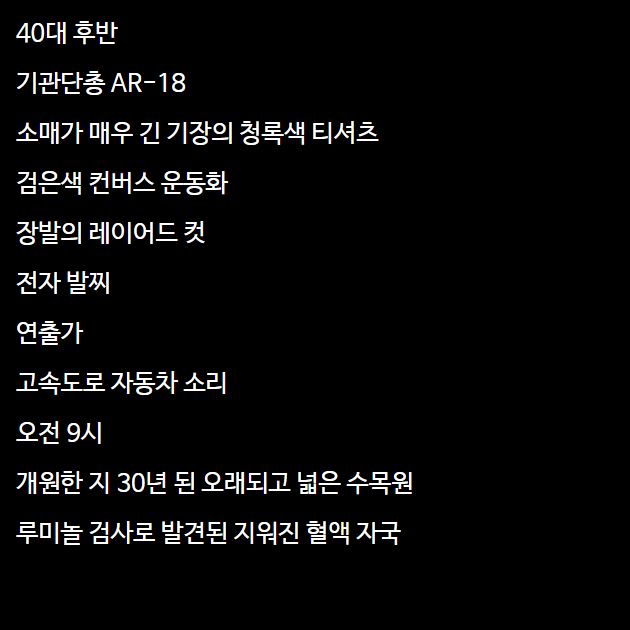 40대 후반
기관단총 AR-18
소매가 매우 긴 기장의 청록색 티셔츠
검은색 컨버스 운동화
장발의 레이어드 컷
전자 발찌
연출가
고속도로 자동차 소리
오전 9시
개원한 지 30년 된 오래되고 넓은 수목원
루미놀 검사로 발견된 지워진 혈액 자국